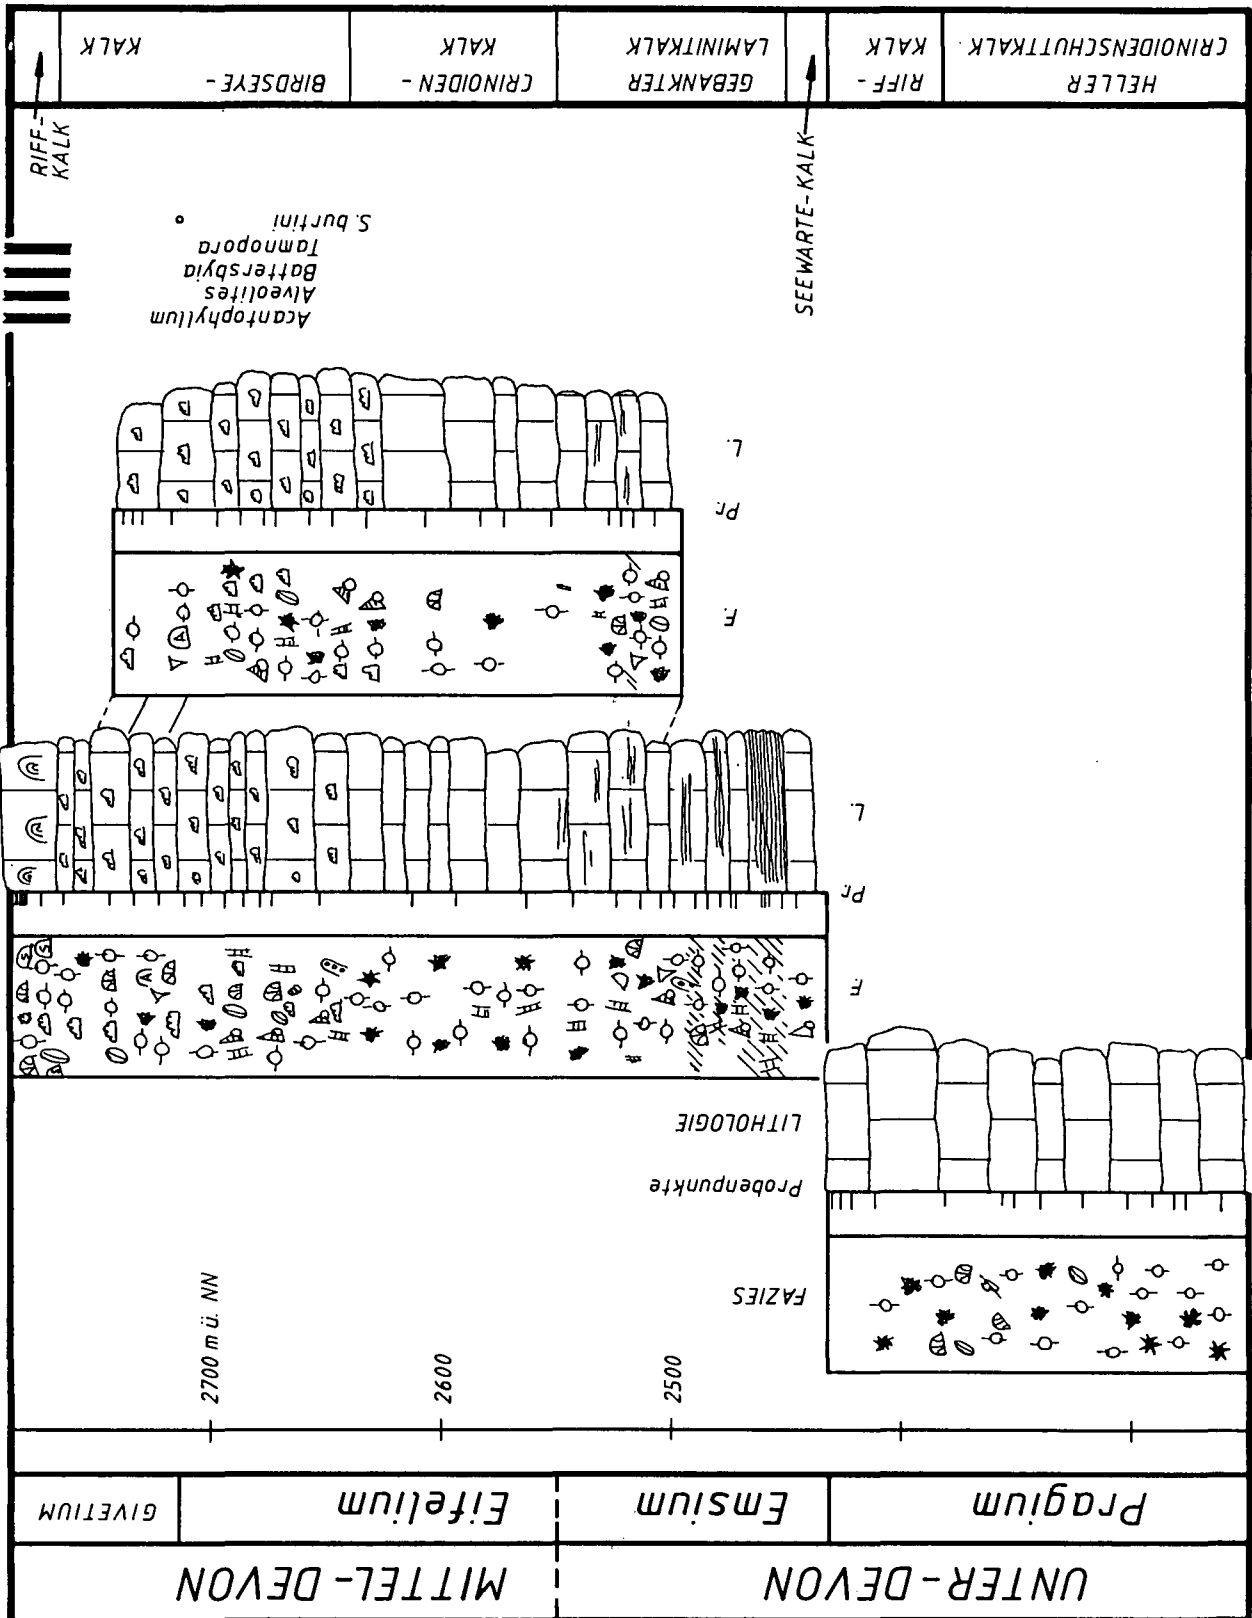 UNTER-DEVON
MITTEL-DEVON
Pragium
Emsium
Eifelium
GIVETIUM
2500
2600
2700 m ü. NN
FAZIES
Probenpunkte
LITHOLOGIE
F.
Pr.
L.
F.
Pr.
L.
Acantophyllum
Alveolites
Battersbyia
Tamnopora
S. burtini
SEEWARTE-KALK
RIFF-
KALK
HELLER
CRINOIDENSCHUTTKALK
RIFF-
KALK
GEBANKTER
LAMINITKALK
CRINOIDEN-
KALK
BIRDSEYE-
KALK